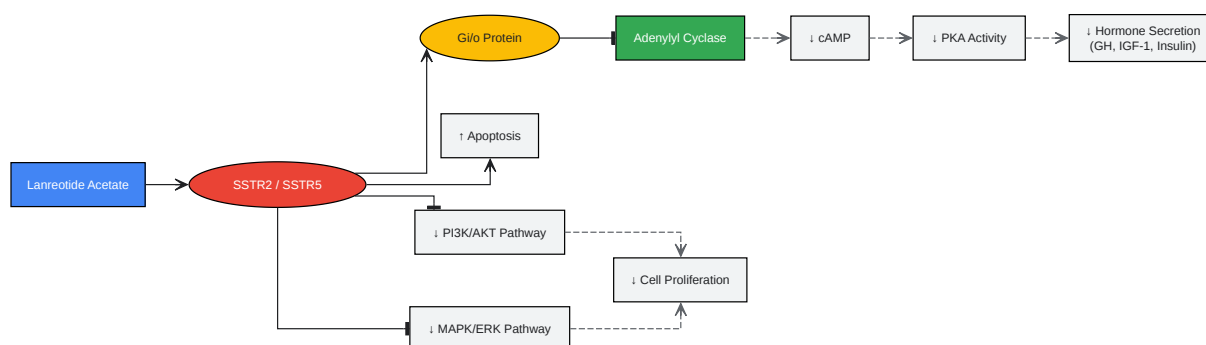 Gi/o Protein
Adenylyl Cyclase
↓ cAMP
↓ PKA Activity
↓ Hormone Secretion
(GH, IGF-1, Insulin)
↑ Apoptosis
Lanreotide Acetate
SSTR2 / SSTR5
↓ PI3K/AKT Pathway
↓ Cell Proliferation
↓ MAPK/ERK Pathway